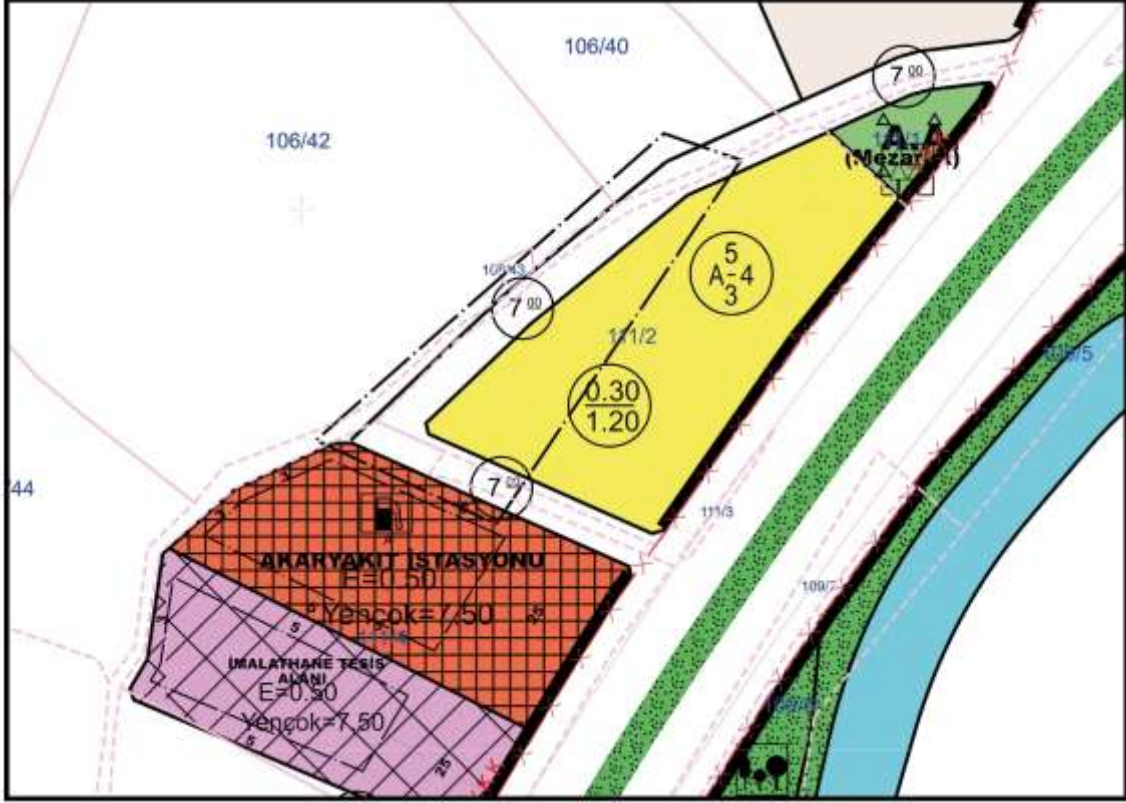 106/40
7 00
106/42
A.A
5
A-4
3
106/43
7 00
111/2
0.30
1.20
44
7 00
111/3
AKARYAKIT İSTASYONU
E=0.50
Yençok=7.50
25
109/7
5
İMALATHANE TESİS
ALANI
E=0.50
Yençok=7.50
5
25